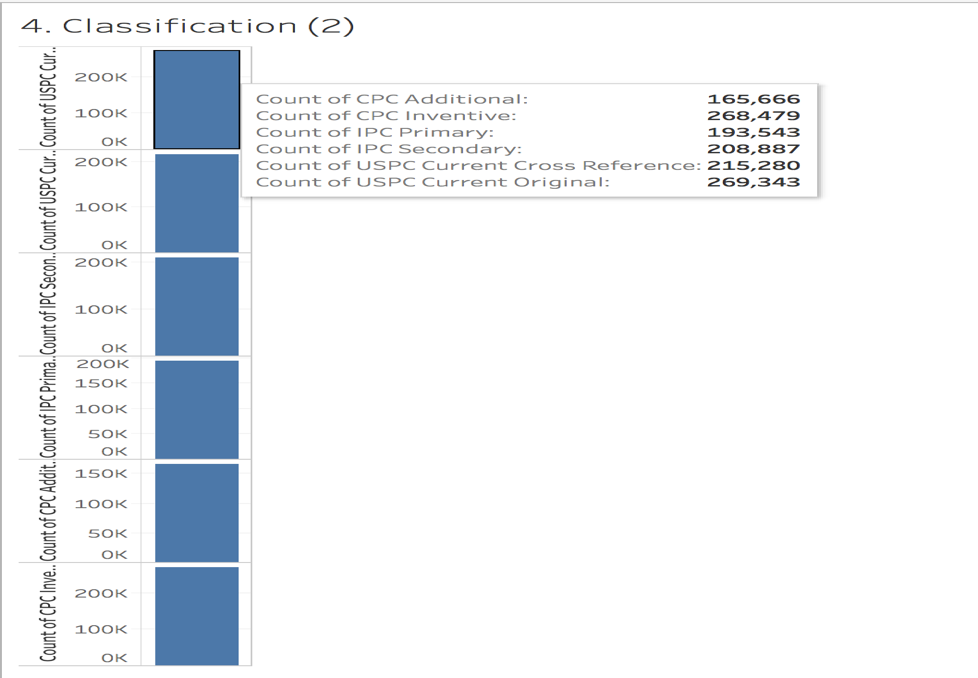 4. Classification (2)
Count of USPC Cur..
200K
100K
0K
Count of CPC Additional: 165,666
Count of CPC Inventive: 268,479
Count of IPC Primary: 193,543
Count of IPC Secondary: 208,887
Count of USPC Current Cross Reference: 215,280
Count of USPC Current Original: 269,343
Count of USPC Cur..
200K
100K
0K
Count of IPC Secon..
200K
100K
0K
Count of IPC Prima..
200K
150K
100K
50K
0K
Count of CPC Addit..
150K
100K
50K
0K
Count of CPC Inve..
200K
100K
0K